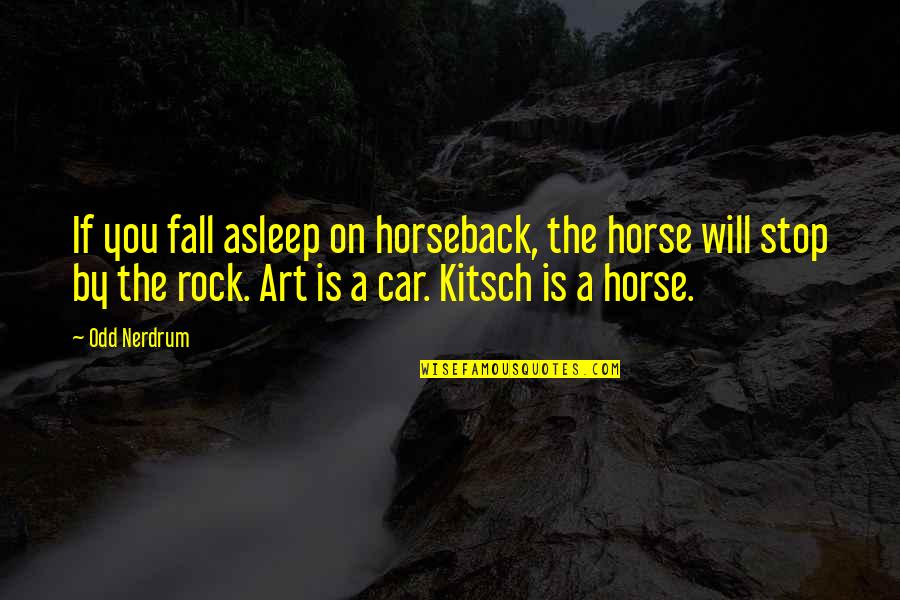 If you fall asleep on horseback, the horse will stop
by the rock. Art is a car. Kitsch is a horse.
~ Odd Nerdrum
WISEFAMOUSQUOTES.COM